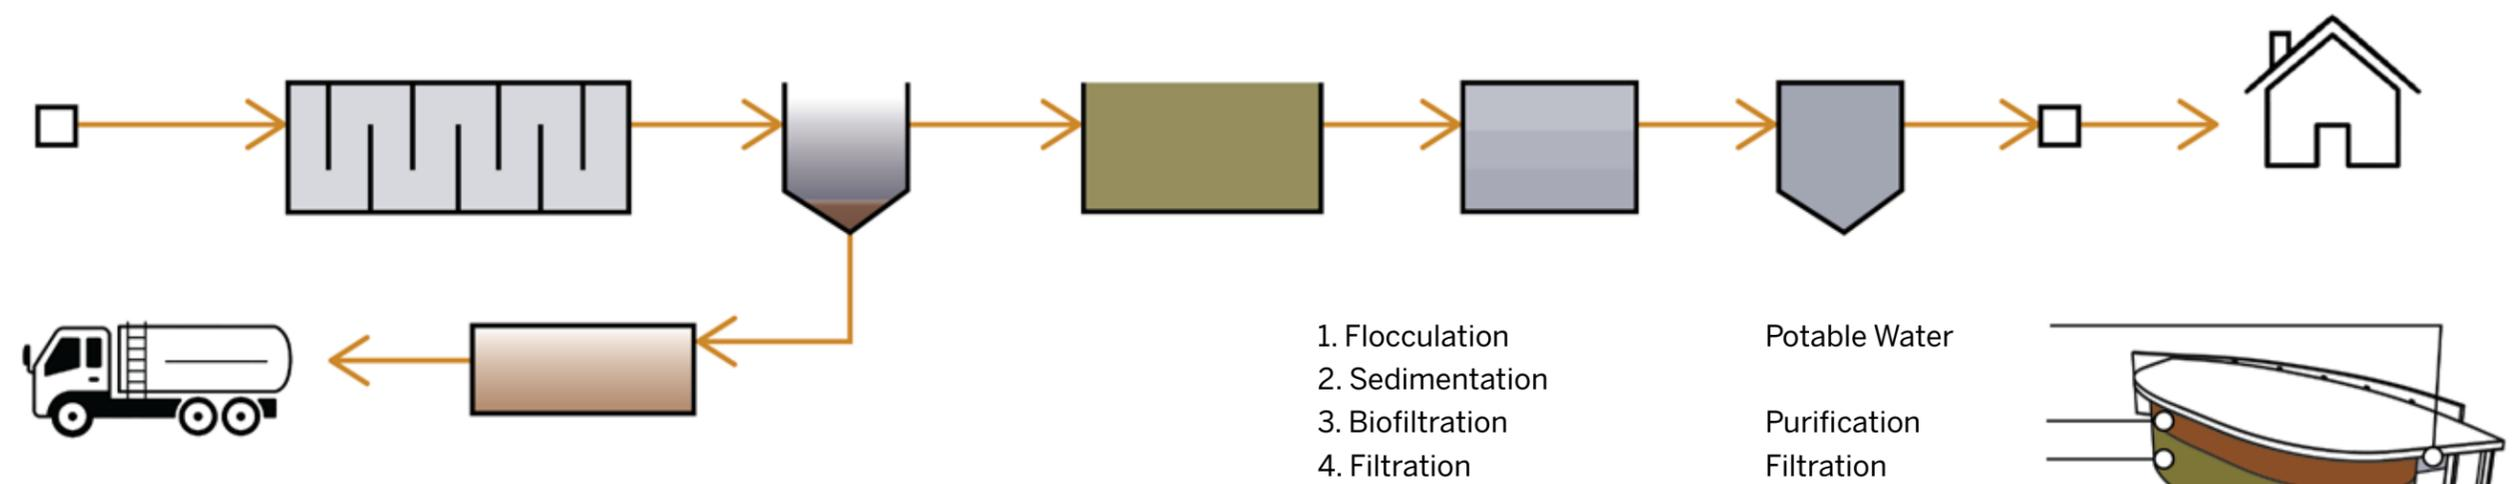 1. Flocculation
2. Sedimentation
3. Biofiltration
4. Filtration
Potable Water
Purification
Filtration